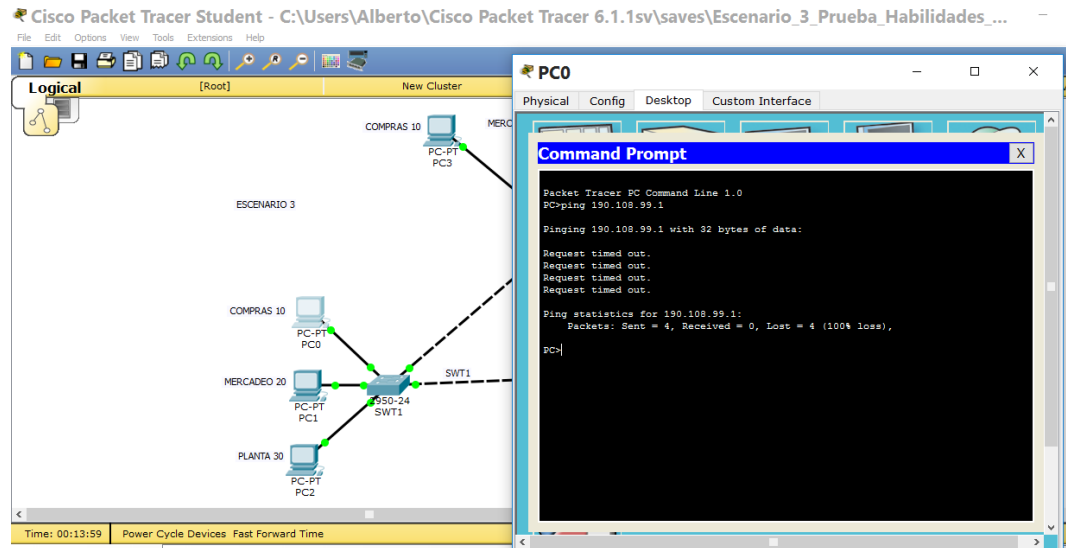 Cisco Packet Tracer Student - C:\Users\Alberto\Cisco Packet Tracer 6.1.1sv\saves\Escenario_3_Prueba_Habilidades_...
File Edit Options View Tools Extensions Help
Logical
[Root]
New Cluster
COMPRAS 10
MERC
PC-PT
PC3
ESCENARIO 3
COMPRAS 10
PC-PT
PC0
MERCADEO 20
PC-PT
PC1
SWT1
2950-24
SWT1
PLANTA 30
PC-PT
PC2
Time: 00:13:59
Power Cycle Devices Fast Forward Time
PC0
Physical Config Desktop Custom Interface
Command Prompt
X
Packet Tracer PC Command Line 1.0
PC>ping 190.108.99.1
Pinging 190.108.99.1 with 32 bytes of data:
Request timed out.
Request timed out.
Request timed out.
Request timed out.
Ping statistics for 190.108.99.1:
Packets: Sent = 4, Received = 0, Lost = 4 (100% loss),
PC>